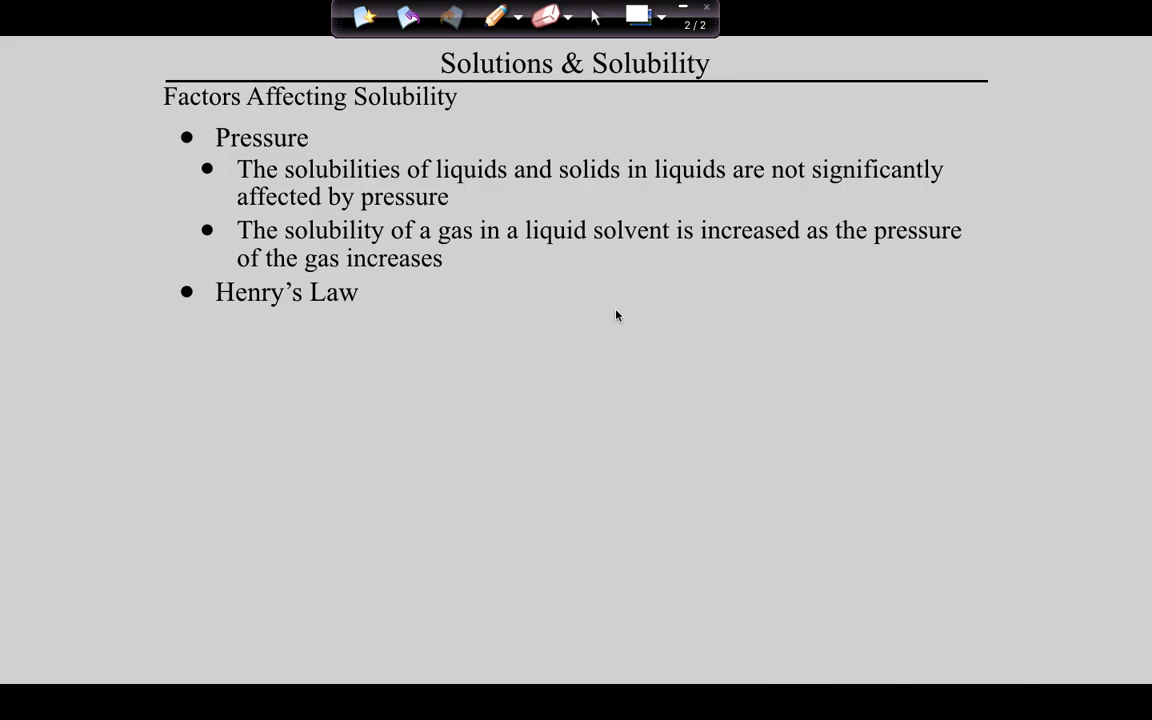 2 / 2
Solutions & Solubility
Factors Affecting Solubility
● Pressure
● The solubilities of liquids and solids in liquids are not significantly
affected by pressure
● The solubility of a gas in a liquid solvent is increased as the pressure
of the gas increases
● Henry’s Law